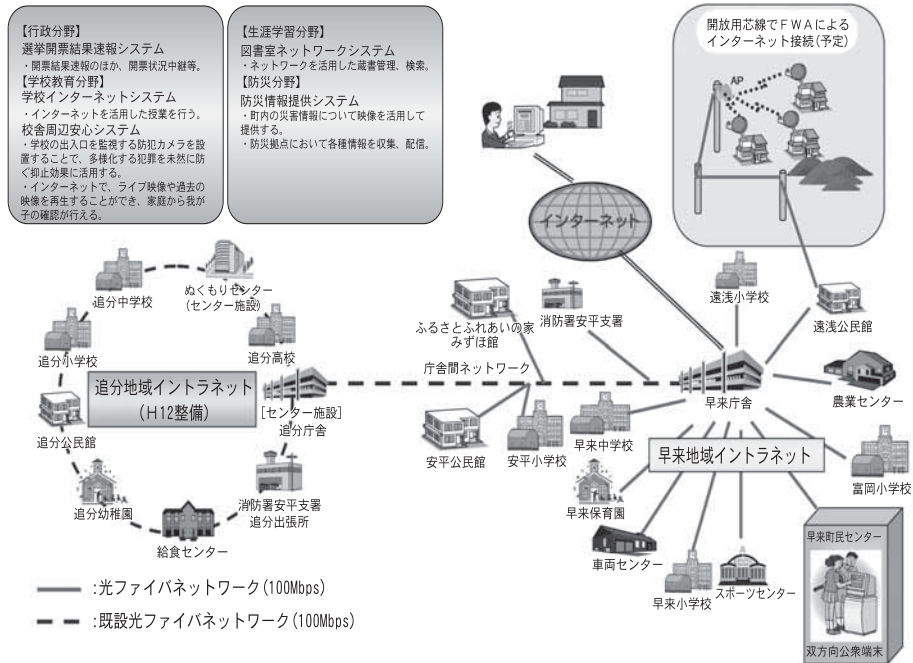 【行政分野】
選挙開票結果速報システム
・開票結果速報のほか、開票状況中継等。
【学校教育分野】
学校インターネットシステム
・インターネットを活用した授業を行う。
校舎周辺安心システム
・学校の出入口を監視する防犯カメラを設
置することで、多様化する犯罪を未然に防
ぐ抑止効果に活用する。
・インターネットで、ライブ映像や過去の
映像を再生することができ、家庭から我が
子の確認が行える。
【生涯学習分野】
図書室ネットワークシステム
・ネットワークを活用した蔵書管理、検索。
【防災分野】
防災情報提供システム
・町内の災害情報について映像を活用して
提供する。
・防災拠点において各種情報を収集、配信。
開放用芯線でFWAによる
インターネット接続(予定)
AP
インターネット
追分中学校
ぬくもりセンター
(センター施設)
追分小学校
追分高校
追分地域イントラネット
(H12整備)
[センター施設]
追分庁舎
追分公民館
追分幼稚園
消防署安平支署
追分出張所
給食センター
ふるさとふれあいの家
みずほ館
消防署安平支署
遠浅小学校
遠浅公民館
庁舎間ネットワーク
早来庁舎
農業センター
安平公民館
安平小学校
早来中学校
早来地域イントラネット
富岡小学校
早来保育園
車両センター
早来小学校
スポーツセンター
早来町民センター
双方向公衆端末
:光ファイバネットワーク(100Mbps)
:既設光ファイバネットワーク(100Mbps)